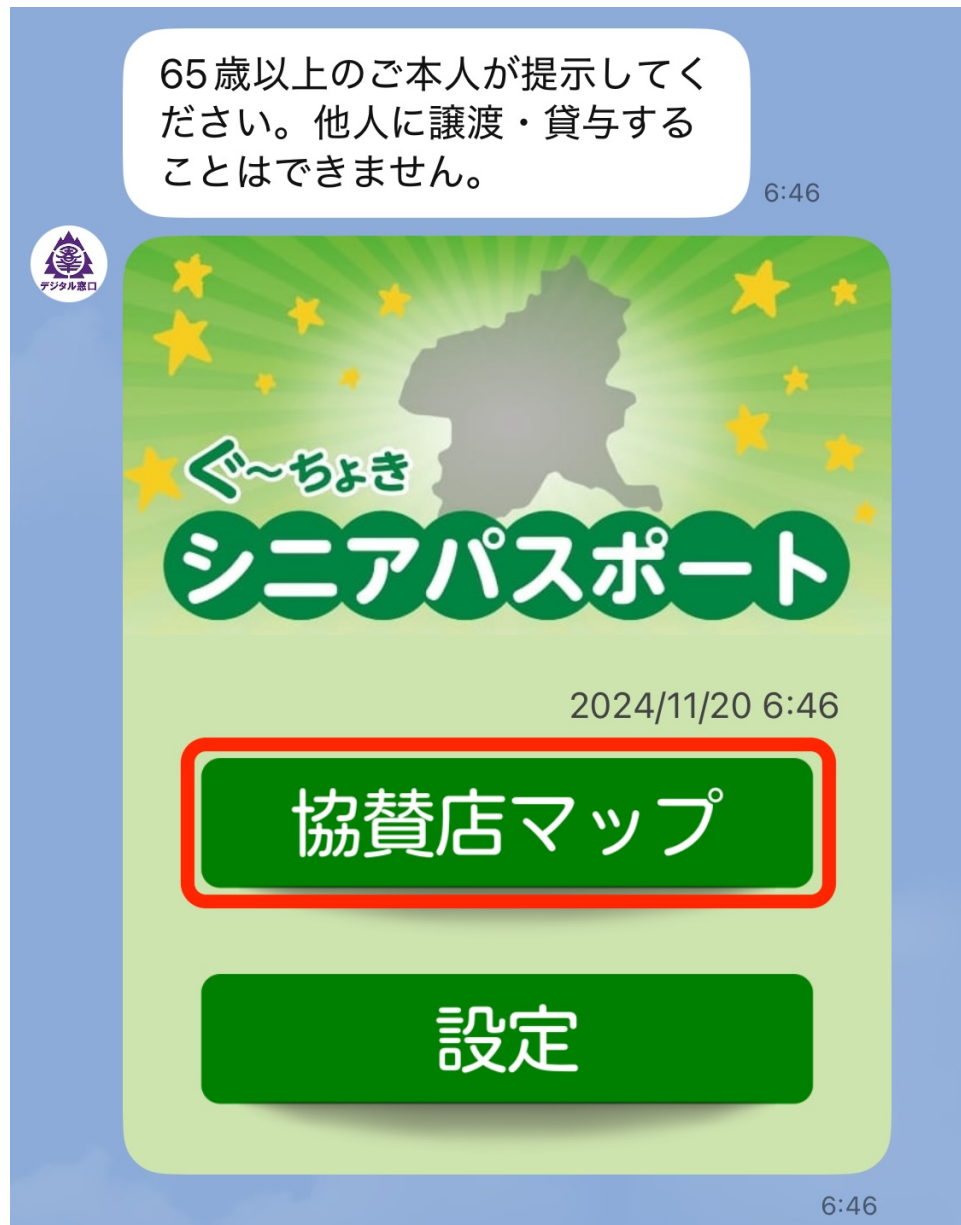 65歳以上のご本人が提示してく
ださい。他人に譲渡・貸与する
ことはできません。
6:46
デジタル窓口
ぐ〜ちょき
シニアパスポート
2024/11/20 6:46
協賛店マップ
設定
6:46